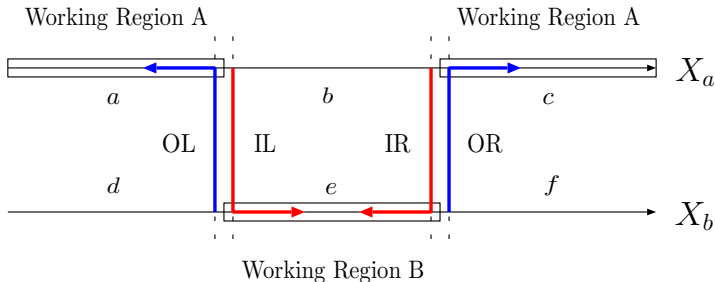 Working Region A Working Region A
X_a
a b c
OL IL IR OR
d e f
X_b
Working Region B